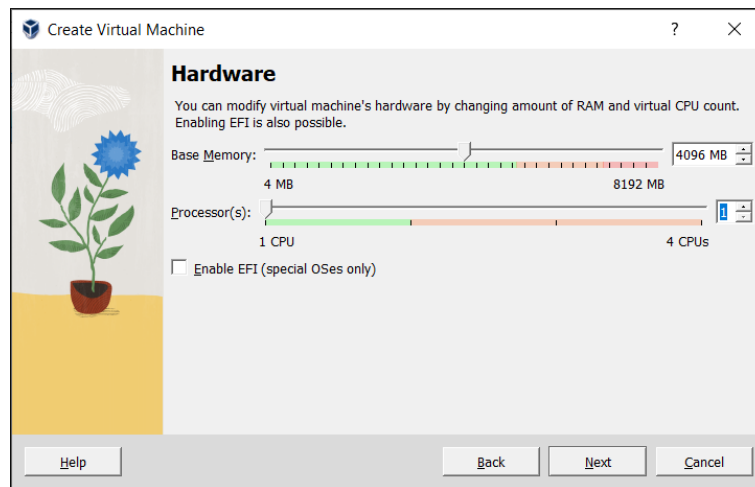 Create Virtual Machine
?
Hardware
You can modify virtual machine's hardware by changing amount of RAM and virtual CPU count.
Enabling EFI is also possible.
Base Memory: 4096 MB
4 MB 8192 MB
Processor(s): 1
1 CPU 4 CPUs
Enable EFI (special OSes only)
Help Back Next Cancel